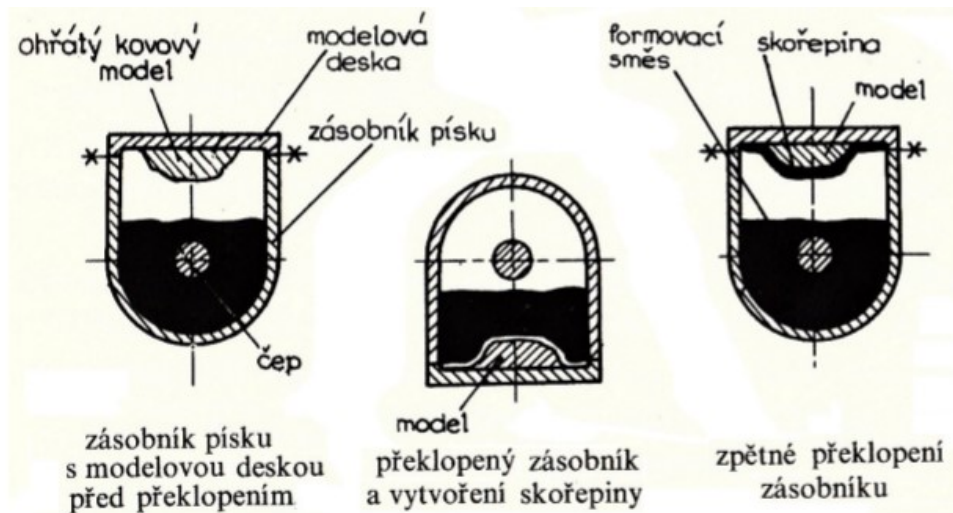 ohřátý kovový
model
modelová
deska
zásobník písku
čep
zásobník písku
s modelovou deskou
před překlopením
model
překlopený zásobník
a vytvoření skořepiny
formovací
směs
skořepina
model
zpětné překlopení
zásobníku